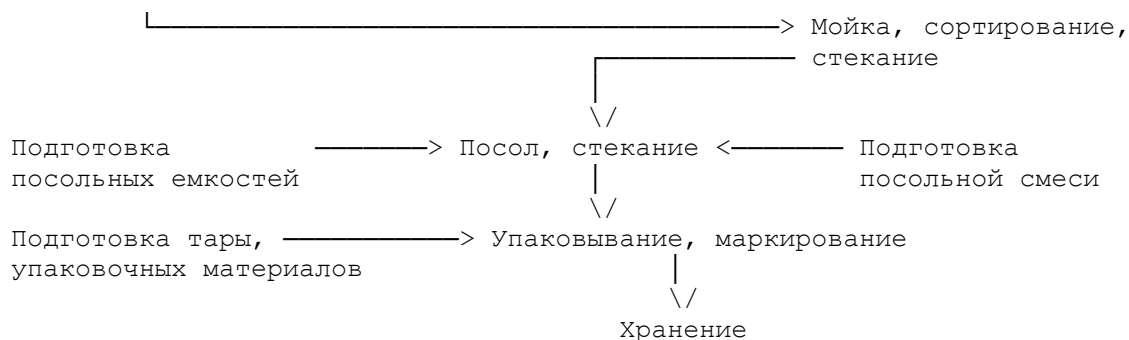 Мойка, сортирование,
стекание
Подготовка
посольных емкостей
Посол, стекание
Подготовка
посольной смеси
Подготовка тары,
упаковочных материалов
Упаковывание, маркирование
Хранение